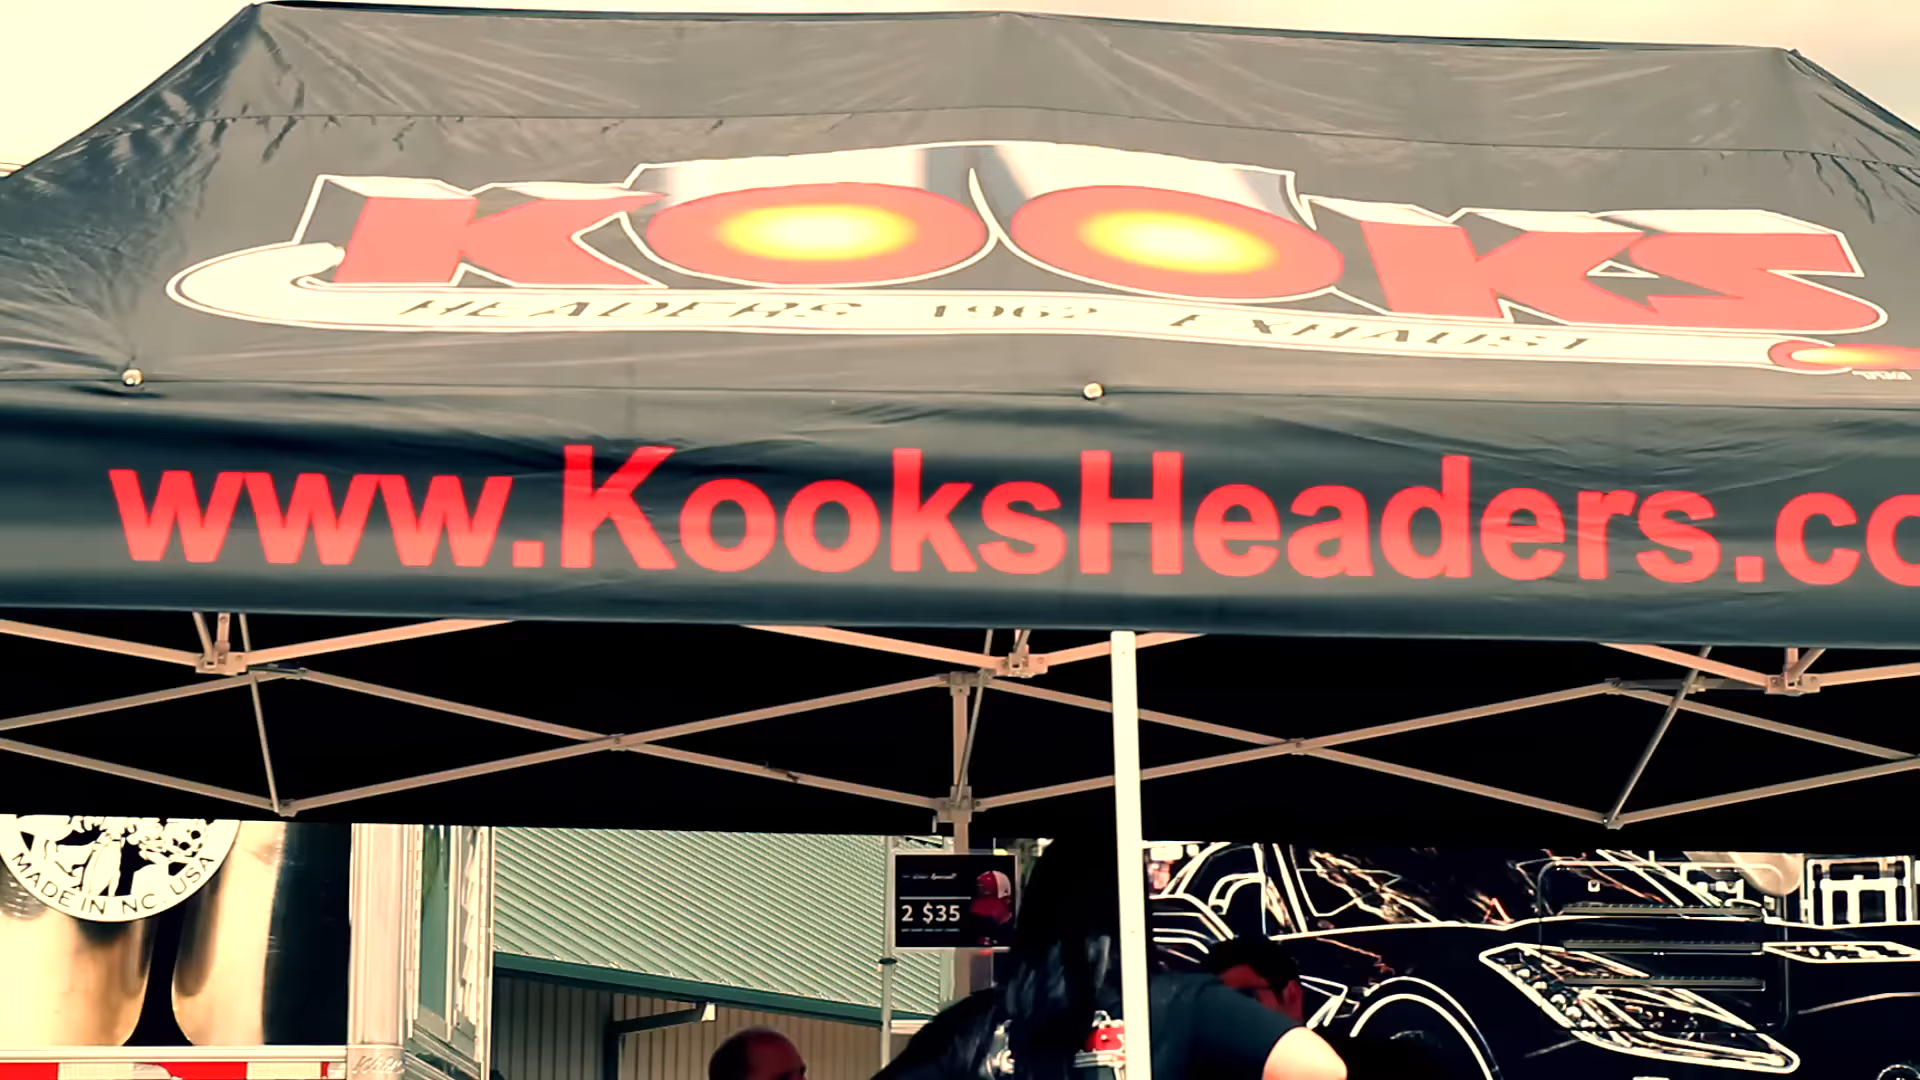 KOOKS
HEADERS 1962 EXHAUST
www.KooksHeaders.co
MADE IN NC, USA
2 $35